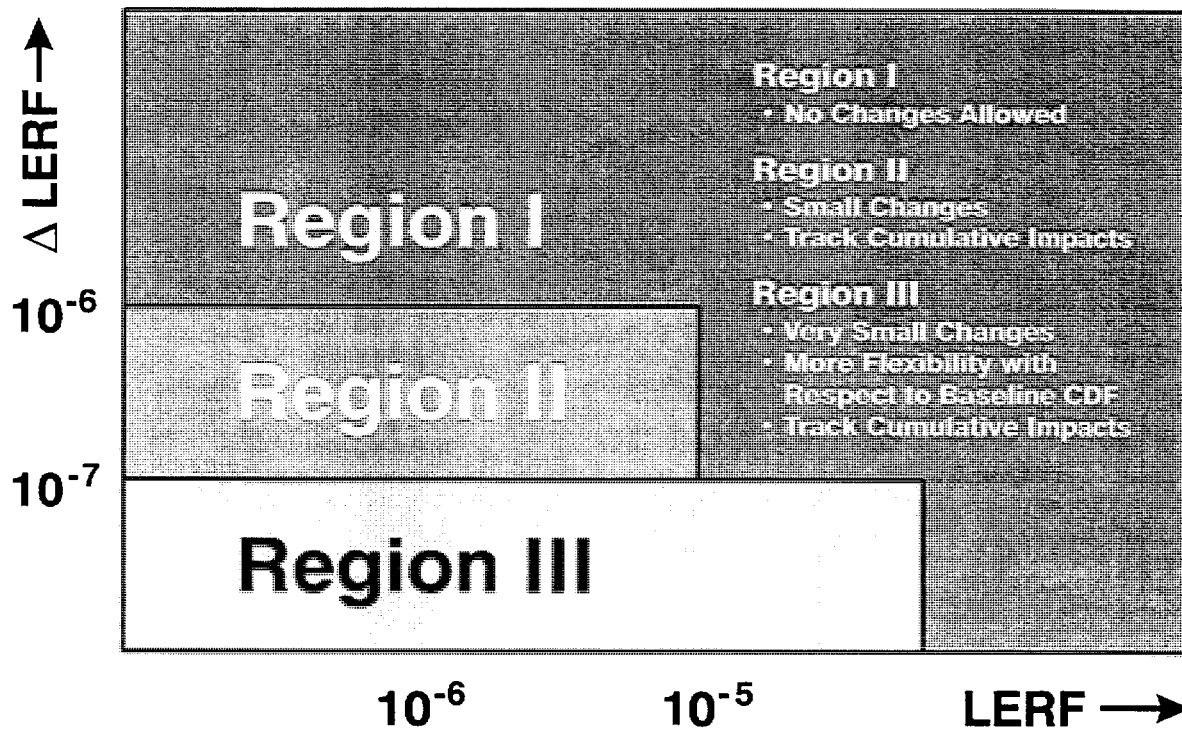 Δ LERF→
Region I
• No Changes Allowed
Region II
• Small Changes
• Track Cumulative Impacts
Region III
• Very Small Changes
• More Flexibility with
Respect to Baseline CDF
• Track Cumulative Impacts
Region I
10⁻⁶
Region II
10⁻⁷
Region III
10⁻⁶ 10⁻⁵ LERF→